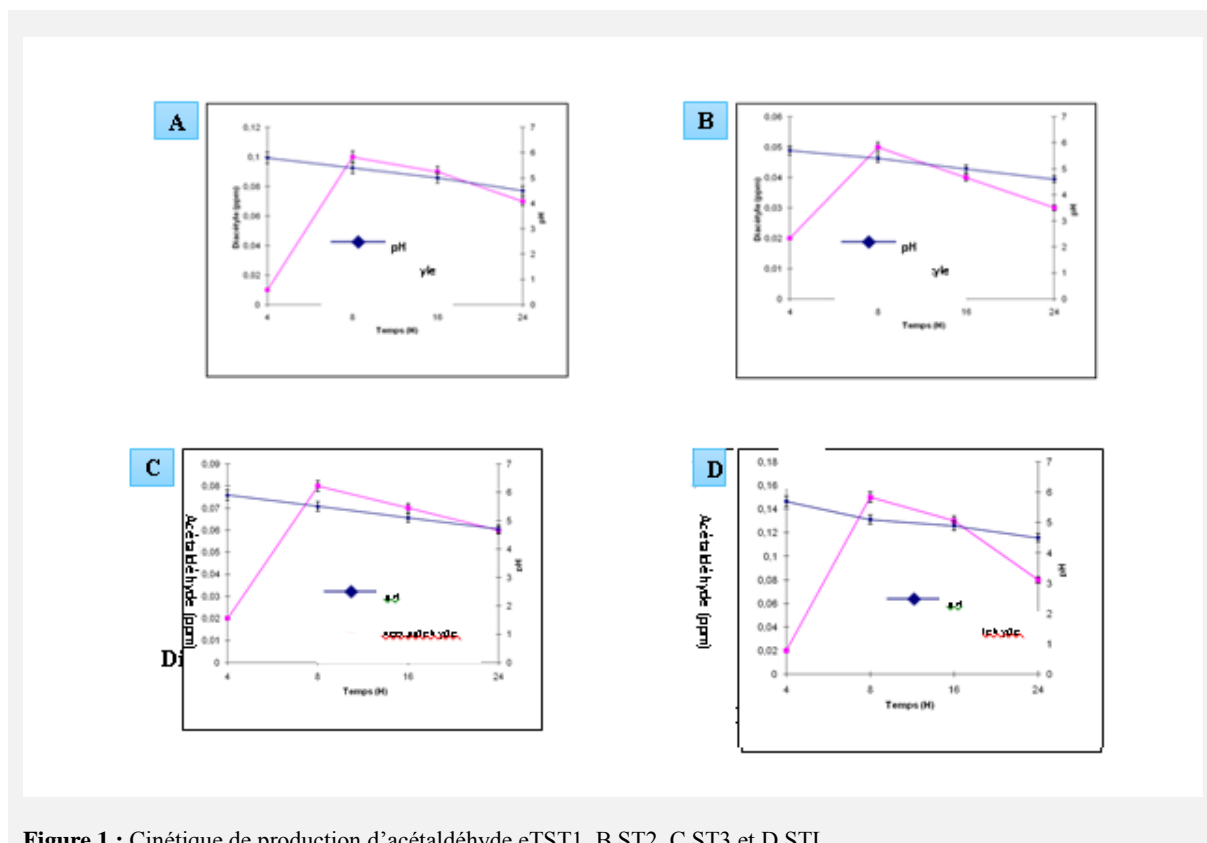 A
0,12
0,1
0,08
0,06
0,04
0,02
0
Diacétyle (ppm)
7
6
5
4
3
2
1
0
pH
pH
yle
4 8 16 24
Temps (H)
B
0,06
0,05
0,04
0,03
0,02
0,01
0
Diacétyle (ppm)
7
6
5
4
3
2
1
0
pH
pH
yle
4 8 16 24
Temps (H)
C
0,09
0,08
0,07
0,06
0,05
0,04
0,03
0,02
0,01
0
Acétaldéhyde (ppm)
Di
7
6
5
4
3
2
1
0
pH
4 8 16 24
Temps (H)
D
0,18
0,16
0,14
0,12
0,1
0,08
0,06
0,04
0,02
0
Acétaldéhyde (ppm)
7
6
5
4
3
2
1
0
pH
4 8 16 24
Temps (H)
Figure 1 : Cinétique de production d'acétaldéhyde eTST1, B ST2, C ST3 et D STL